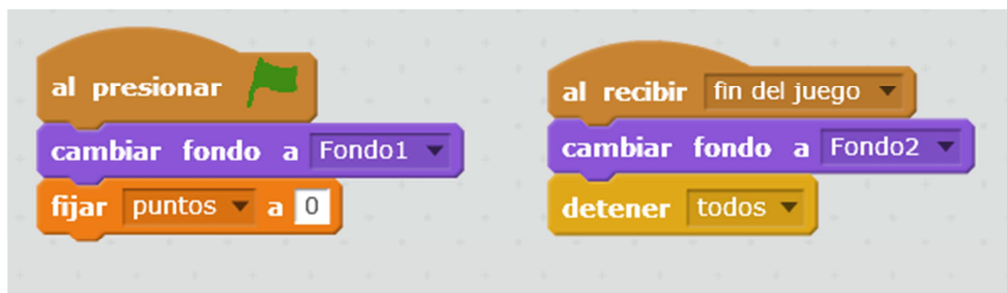 al presionar
cambiar fondo a Fondo1
fijar puntos a 0
al recibir fin del juego
cambiar fondo a Fondo2
detener todos